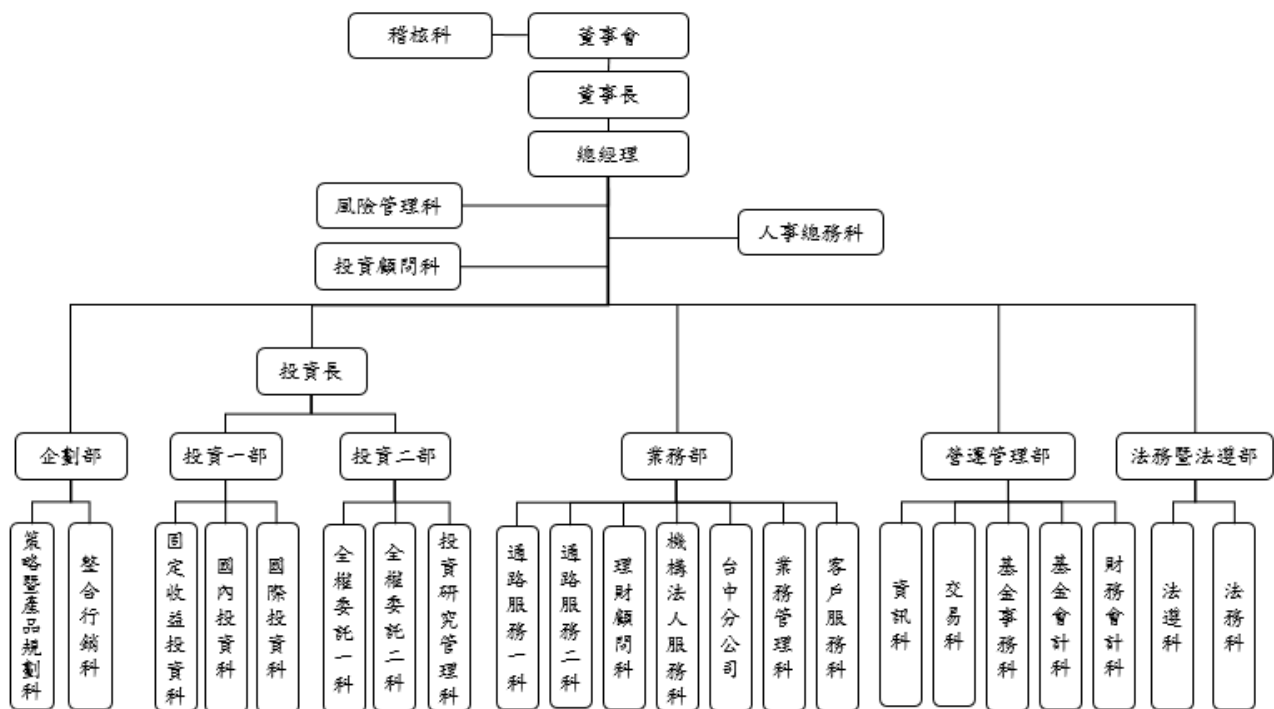 稽核科
董事會
董事長
總經理
風險管理科
人事總務科
投資顧問科
投資長
企劃部
投資一部
投資二部
業務部
營運管理部
法務暨法遵部
策略暨產品規劃科
整合行銷科
固定收益投資科
國內投資科
國際投資科
全權委託一科
全權委託二科
投資研究管理科
通路服務一科
通路服務二科
理財顧問科
機構法人服務科
台中分公司
業務管理科
客戶服務科
資訊科
交易科
基金事務科
基金會計科
財務會計科
法遵科
法務科